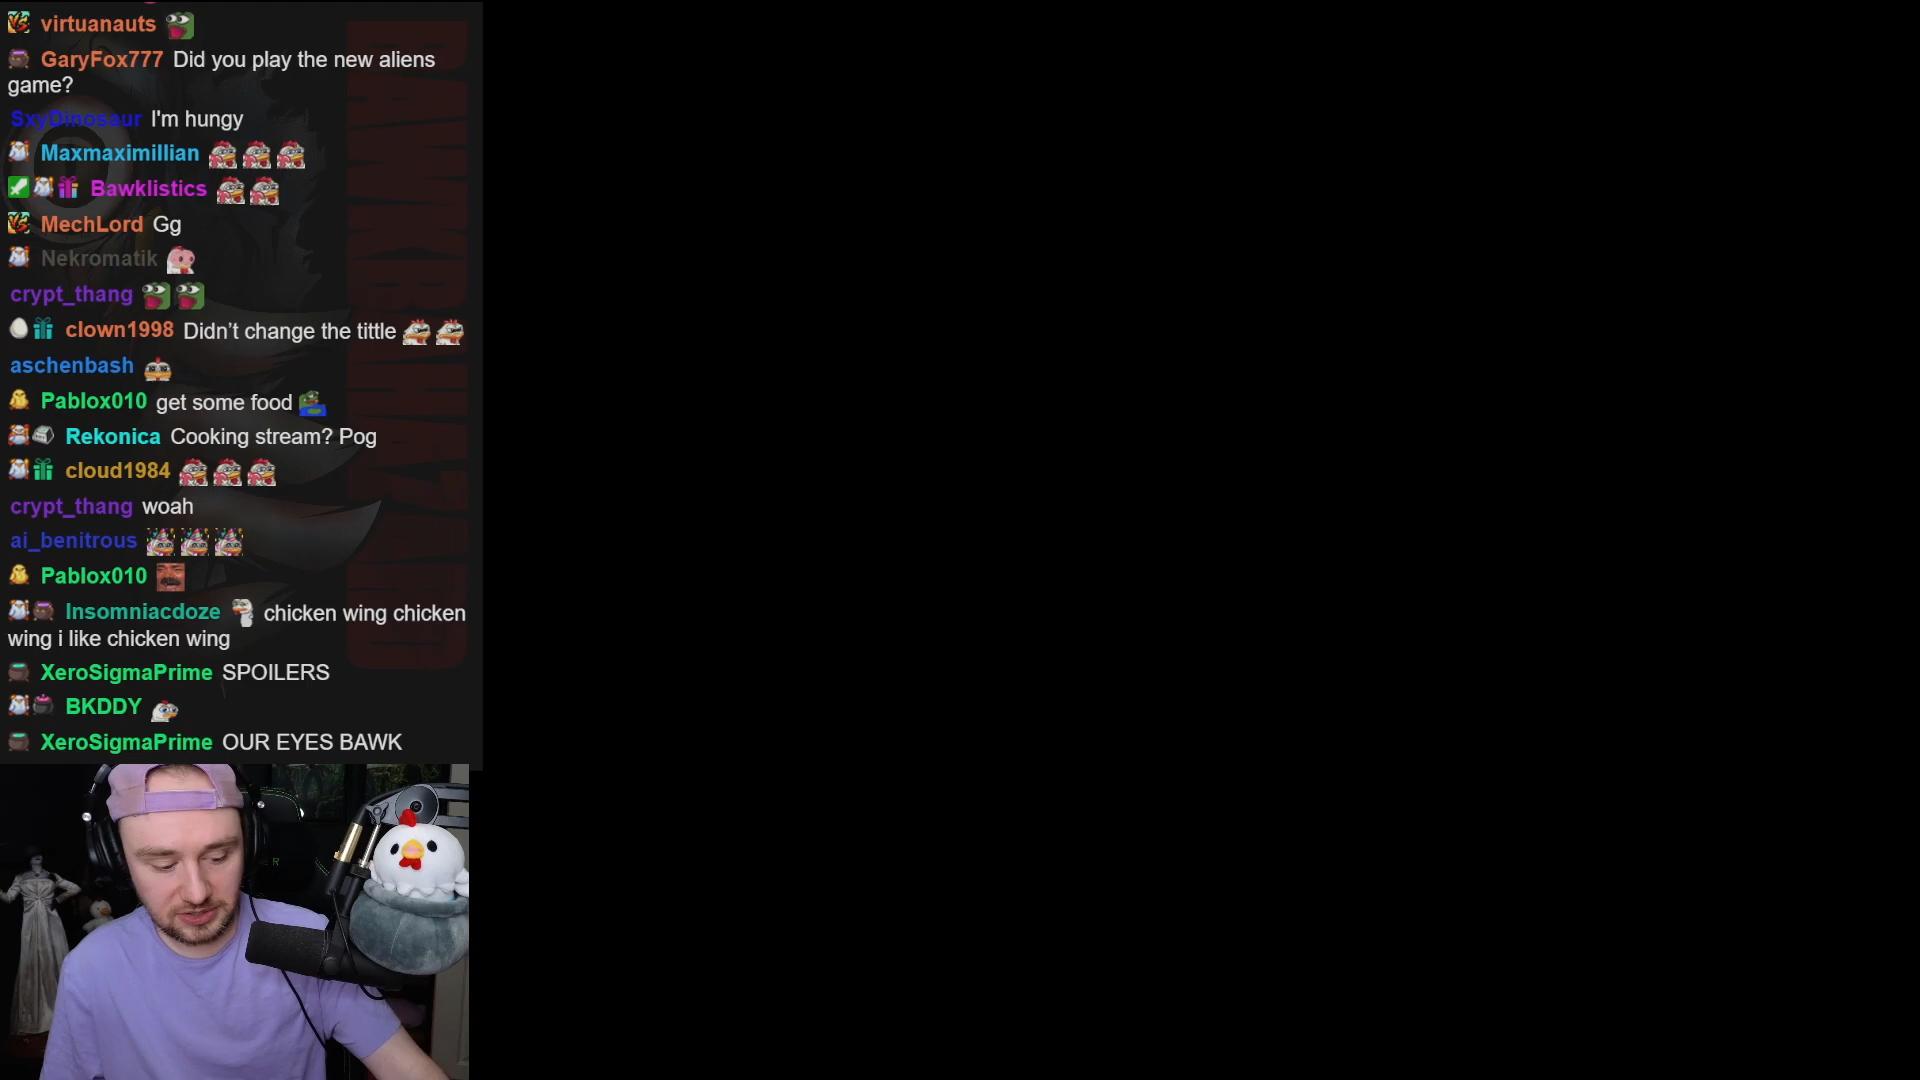 virtuanauts
GaryFox777 Did you play the new aliens
game?
SxyDinosaur I'm hungy
Maxmaximillian
Bawklistics
MechLord Gg
Nekromatik
crypt_thang
clown1998 Didn't change the tittle
aschenbash
Pablox010 get some food
Rekonica Cooking stream? Pog
cloud1984
crypt_thang woah
ai_benitrous
Pablox010
Insomniacdoze chicken wing chicken
wing i like chicken wing
XeroSigmaPrime SPOILERS
BKDDY
XeroSigmaPrime OUR EYES BAWK